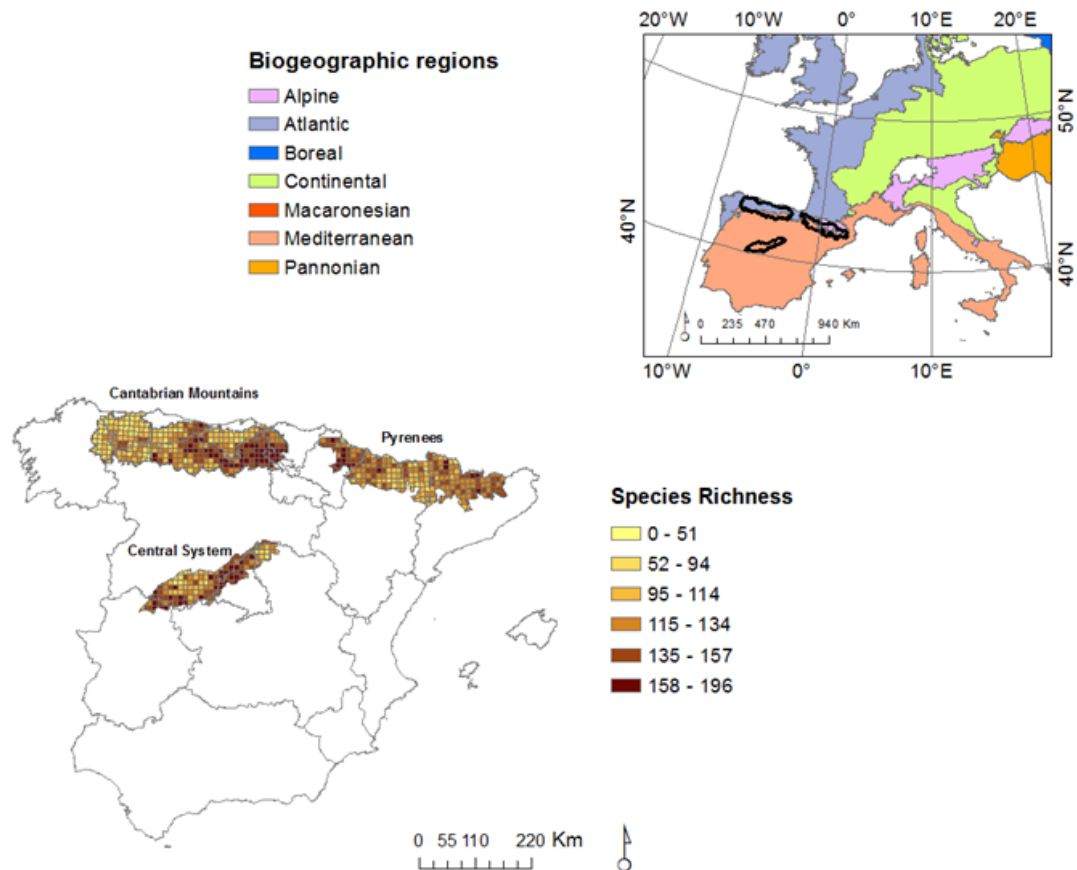 20°W 10°W 0° 10°E 20°E
Biogeographic regions
Alpine
Atlantic
Boreal
Continental
Macaronesian
Mediterranean
Pannonian
50°N
40°N
40°N
0 235 470 940 Km
10°W 0° 10°E
Cantabrian Mountains
Pyrenees
Central System
Species Richness
0 - 51
52 - 94
95 - 114
115 - 134
135 - 157
158 - 196
0 55 110 220 Km